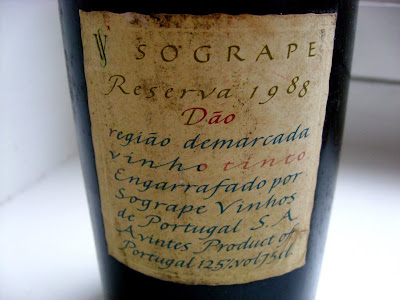 V SOGRAPE
Reserva 1988
Dão
região demarcada
vinho tinto
Engarrafado por
Sogrape Vinhos
de Portugal S.A
Avintes Product of
Portugal 12.5%vol 75cl.